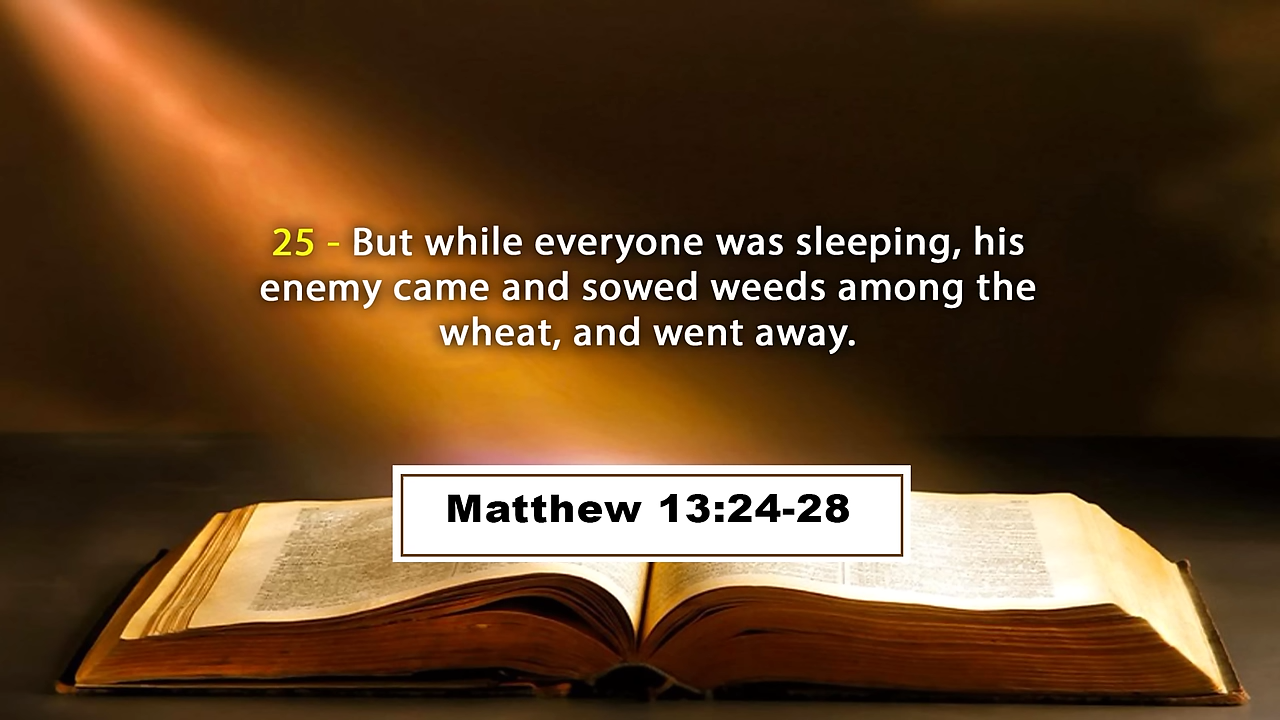 25 - But while everyone was sleeping, his
enemy came and sowed weeds among the
wheat, and went away.
Matthew 13:24-28